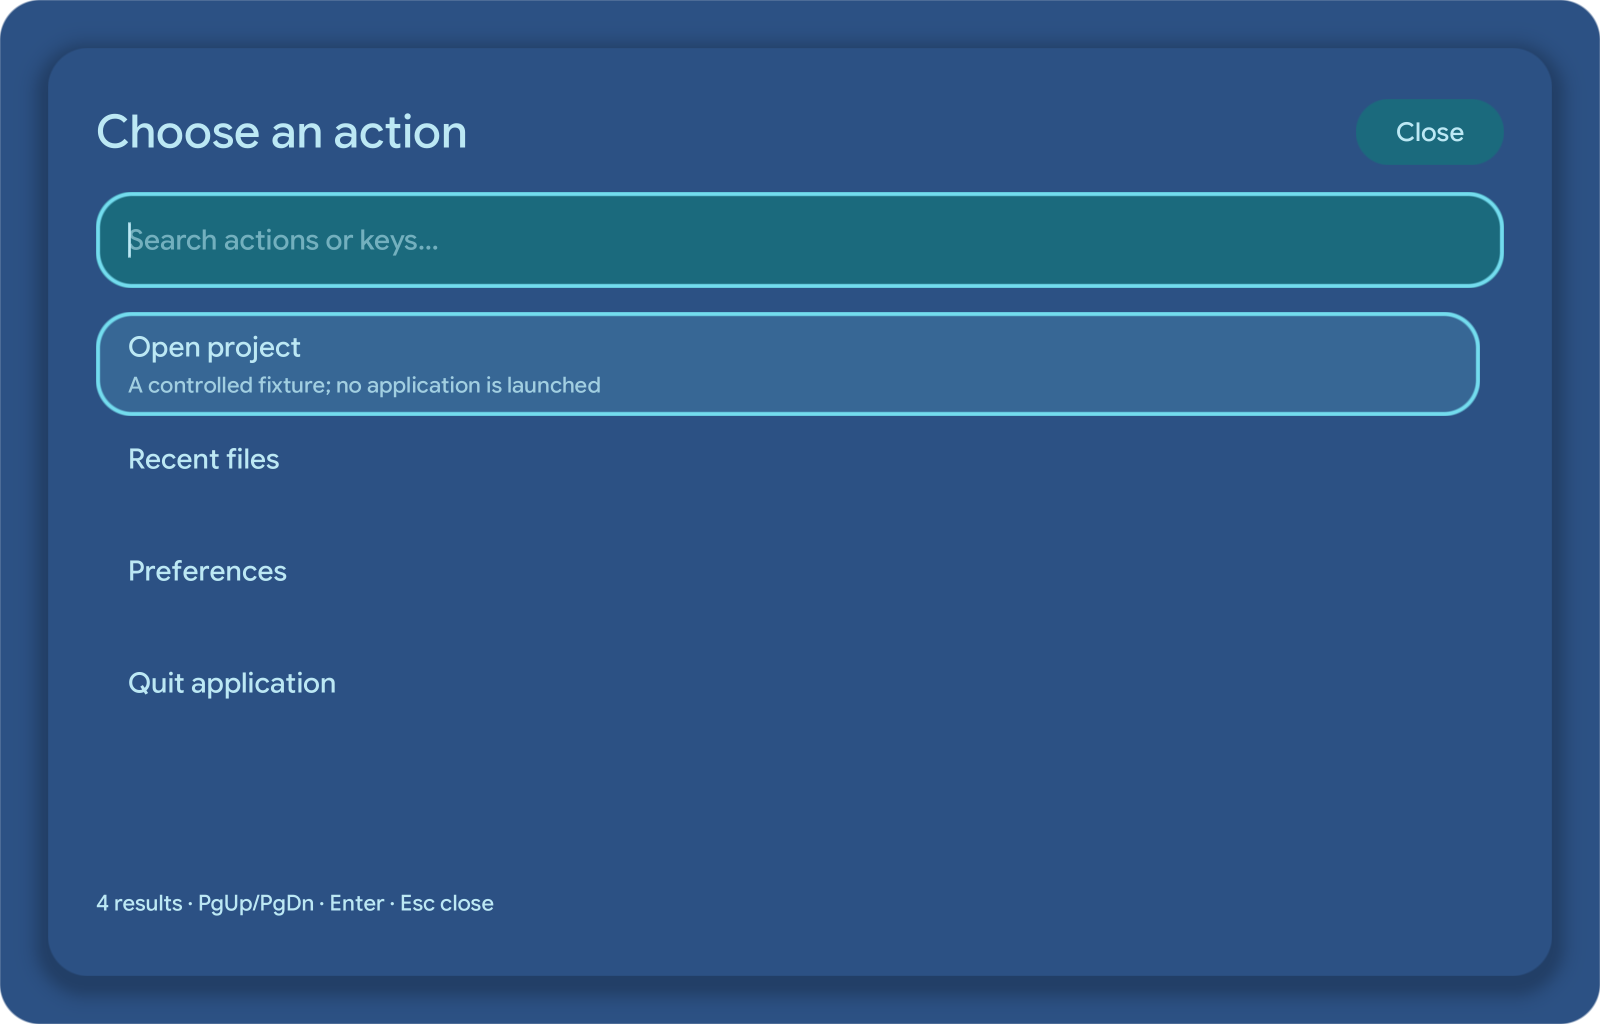 Choose an action
Close
Search actions or keys...
Open project
A controlled fixture; no application is launched
Recent files
Preferences
Quit application
4 results · PgUp/PgDn · Enter · Esc close